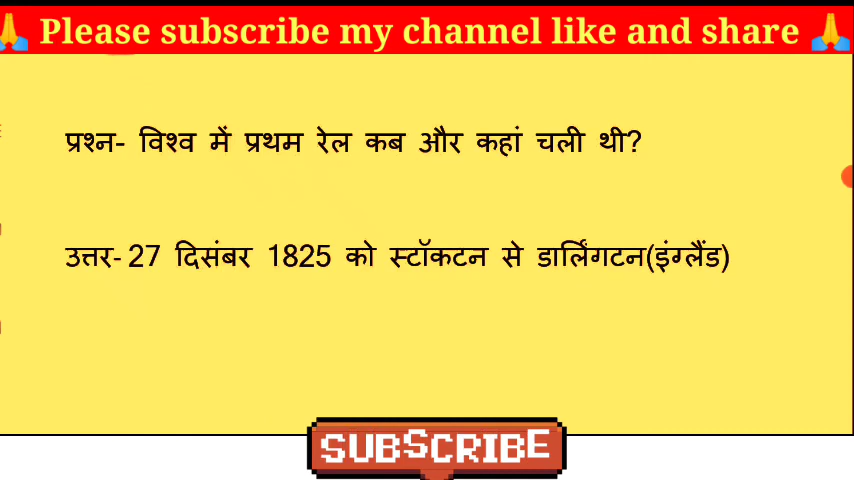 🙏 Please subscribe my channel like and share 🙏
प्रश्न- विश्व में प्रथम रेल कब और कहां चली थी?
उत्तर- 27 दिसंबर 1825 को स्टॉकटन से डार्लिंगटन(इंग्लैंड)
SUBSCRIBE